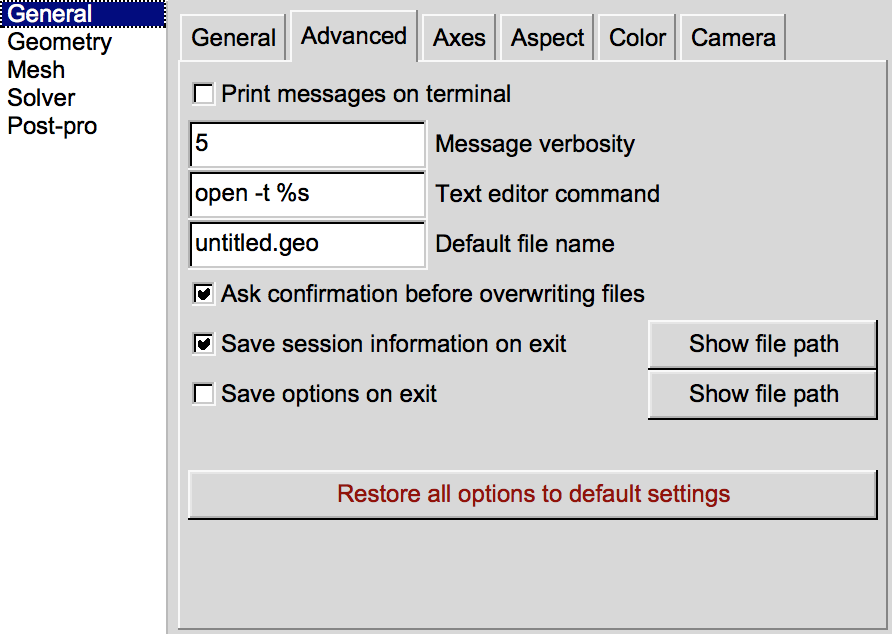 General
Geometry
Mesh
Solver
Post-pro
General Advanced Axes Aspect Color Camera
Print messages on terminal
5 Message verbosity
open -t %s Text editor command
untitled.geo Default file name
Ask confirmation before overwriting files
Save session information on exit Show file path
Save options on exit Show file path
Restore all options to default settings